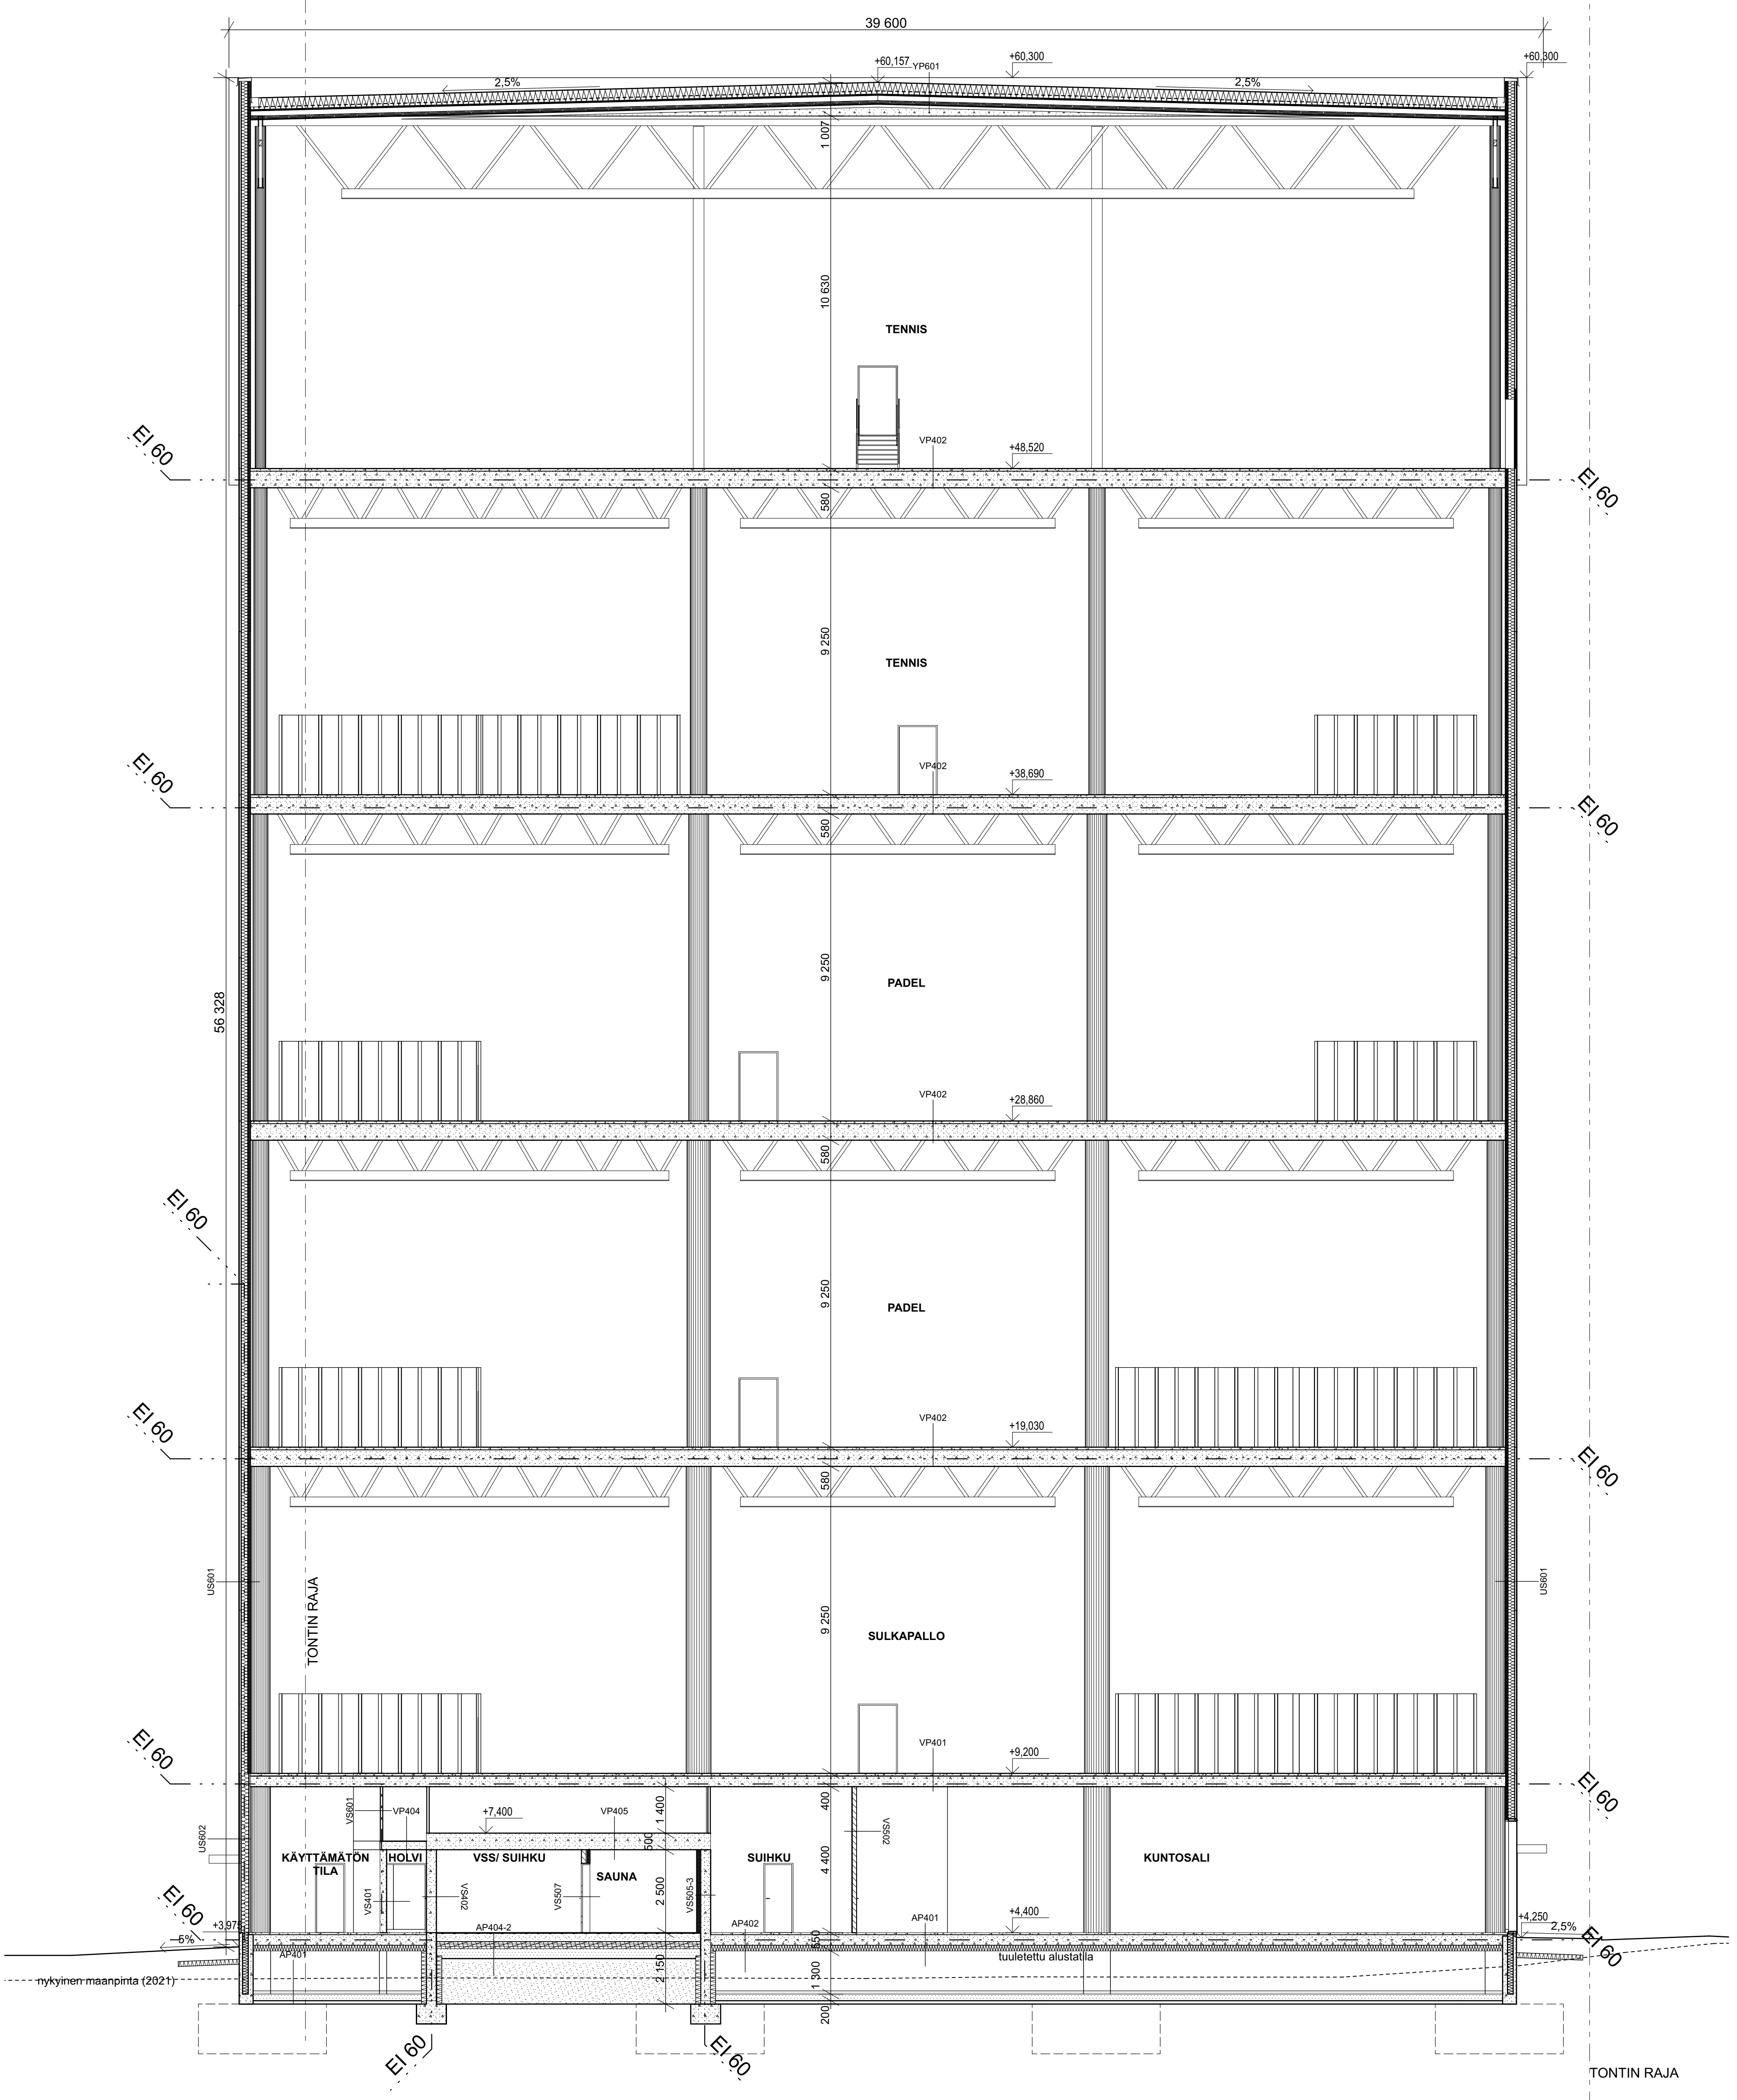 39 600
+60,157
YP601
+60,300
+60,300
2,5%
2,5%
1 007
10 630
TENNIS
EI 60
VP402
+48,520
EI 60
580
9 250
TENNIS
EI 60
VP402
+38,690
EI 60
580
9 250
PADEL
56 328
VP402
+28,860
580
EI 60
9 250
PADEL
EI 60
VP402
+19,030
EI 60
580
US601
TONTIN RAJA
9 250
SULKAPALLO
US601
EI 60
VP401
+9,200
EI 60
400
1 400
VS601
VP404
+7,400
VP405
VS502
US602
500
4 400
KÄYTTÄMÄTÖN
TILA
HOLVI
VSS/ SUIHKU
SAUNA
SUIHKU
KUNTOSALI
VS401
VS402
VS507
2 500
VS505-3
EI 60
+3,975
5%
AP401
AP404-2
AP402
AP401
+4,400
+4,250
2,5%
EI 60
550
tuuletettu alustatila
nykyinen maanpinta (2021)
2 150
1 300
200
EI 60
EI 60
TONTIN RAJA